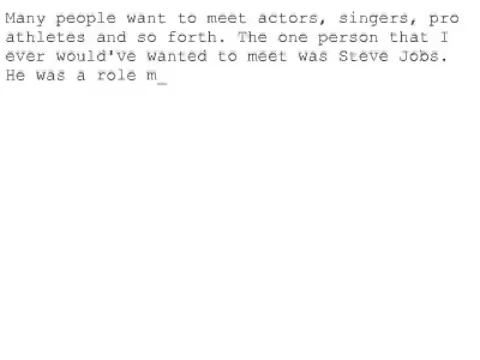 Many people want to meet actors, singers, pro
athletes and so forth. The one person that I
ever would've wanted to meet was Steve Jobs.
He was a role m_